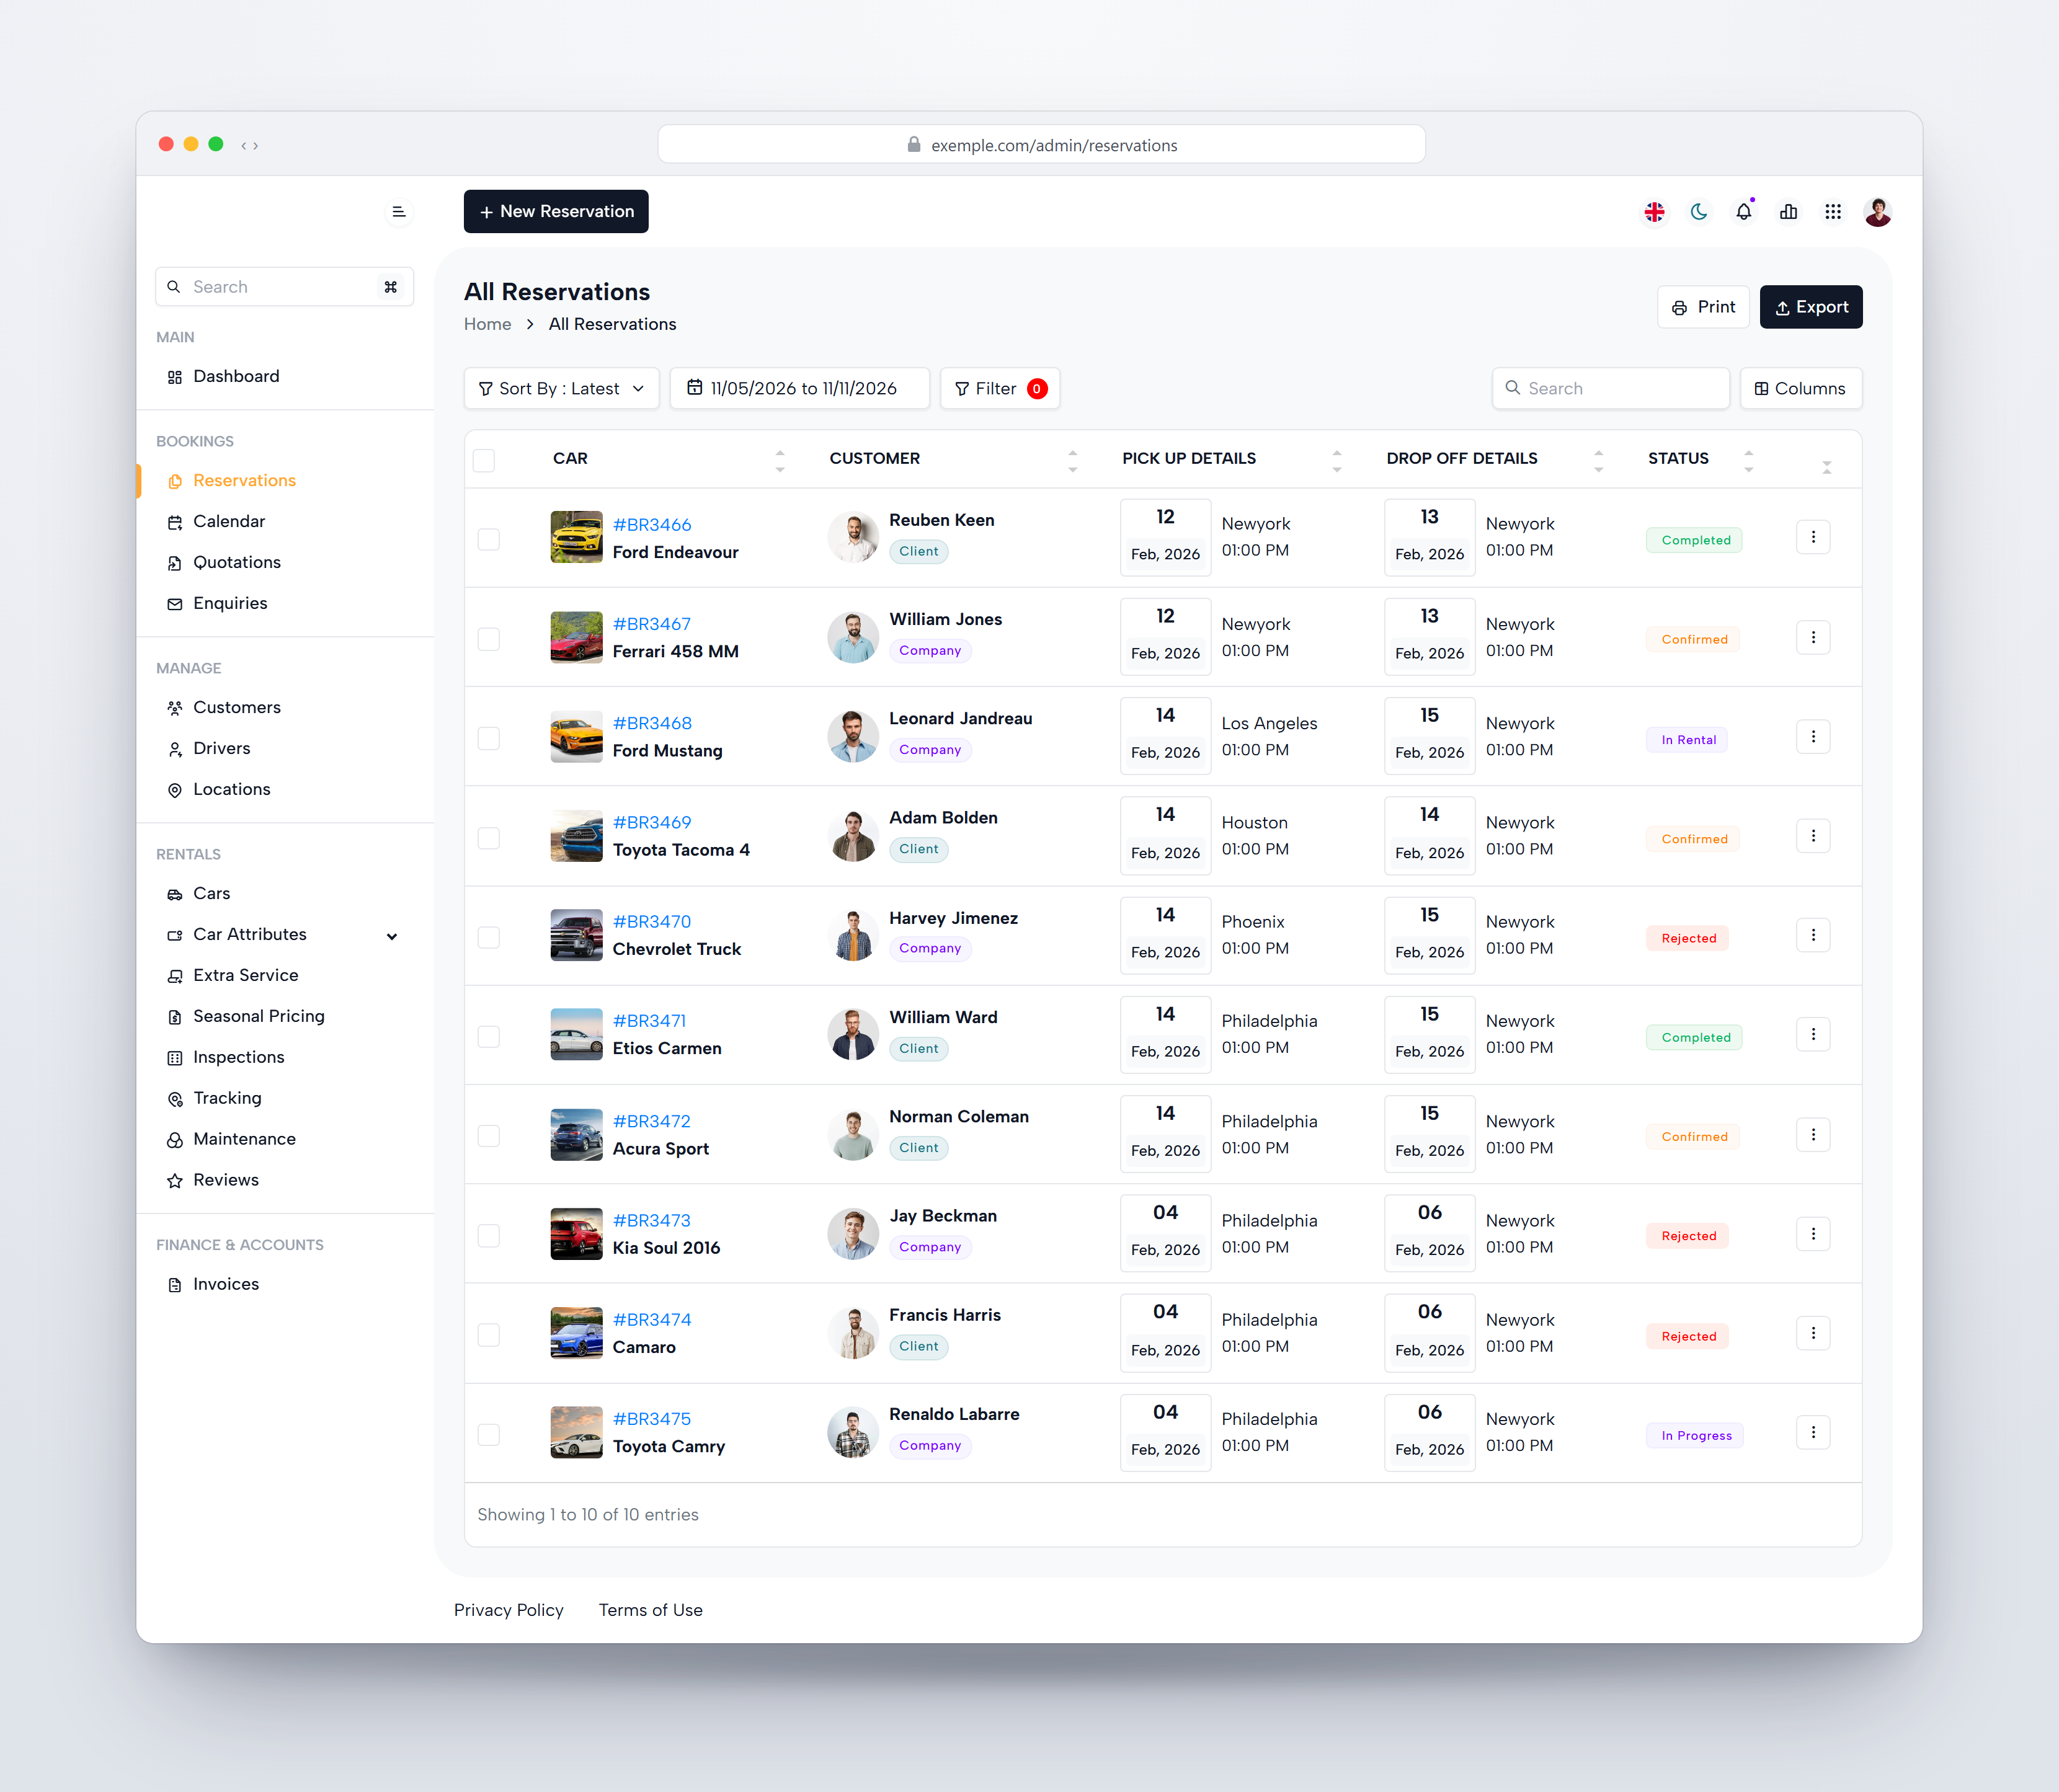 exemple.com/admin/reservations
+ New Reservation
Search
MAIN
Dashboard
BOOKINGS
Reservations
Calendar
Quotations
Enquiries
MANAGE
Customers
Drivers
Locations
RENTALS
Cars
Car Attributes
Extra Service
Seasonal Pricing
Inspections
Tracking
Maintenance
Reviews
FINANCE & ACCOUNTS
Invoices
All Reservations
Home > All Reservations
Print
Export
Sort By : Latest
11/05/2026 to 11/11/2026
Filter 0
Search
Columns
CAR CUSTOMER PICK UP DETAILS DROP OFF DETAILS STATUS
#BR3466
Ford Endeavour
Reuben Keen
Client
12
Feb, 2026
Newyork
01:00 PM
13
Feb, 2026
Newyork
01:00 PM
Completed
#BR3467
Ferrari 458 MM
William Jones
Company
12
Feb, 2026
Newyork
01:00 PM
13
Feb, 2026
Newyork
01:00 PM
Confirmed
#BR3468
Ford Mustang
Leonard Jandreau
Company
14
Feb, 2026
Los Angeles
01:00 PM
15
Feb, 2026
Newyork
01:00 PM
In Rental
#BR3469
Toyota Tacoma 4
Adam Bolden
Client
14
Feb, 2026
Houston
01:00 PM
14
Feb, 2026
Newyork
01:00 PM
Confirmed
#BR3470
Chevrolet Truck
Harvey Jimenez
Company
14
Feb, 2026
Phoenix
01:00 PM
15
Feb, 2026
Newyork
01:00 PM
Rejected
#BR3471
Etios Carmen
William Ward
Client
14
Feb, 2026
Philadelphia
01:00 PM
15
Feb, 2026
Newyork
01:00 PM
Completed
#BR3472
Acura Sport
Norman Coleman
Client
14
Feb, 2026
Philadelphia
01:00 PM
15
Feb, 2026
Newyork
01:00 PM
Confirmed
#BR3473
Kia Soul 2016
Jay Beckman
Company
04
Feb, 2026
Philadelphia
01:00 PM
06
Feb, 2026
Newyork
01:00 PM
Rejected
#BR3474
Camaro
Francis Harris
Client
04
Feb, 2026
Philadelphia
01:00 PM
06
Feb, 2026
Newyork
01:00 PM
Rejected
#BR3475
Toyota Camry
Renaldo Labarre
Company
04
Feb, 2026
Philadelphia
01:00 PM
06
Feb, 2026
Newyork
01:00 PM
In Progress
Showing 1 to 10 of 10 entries
Privacy Policy
Terms of Use